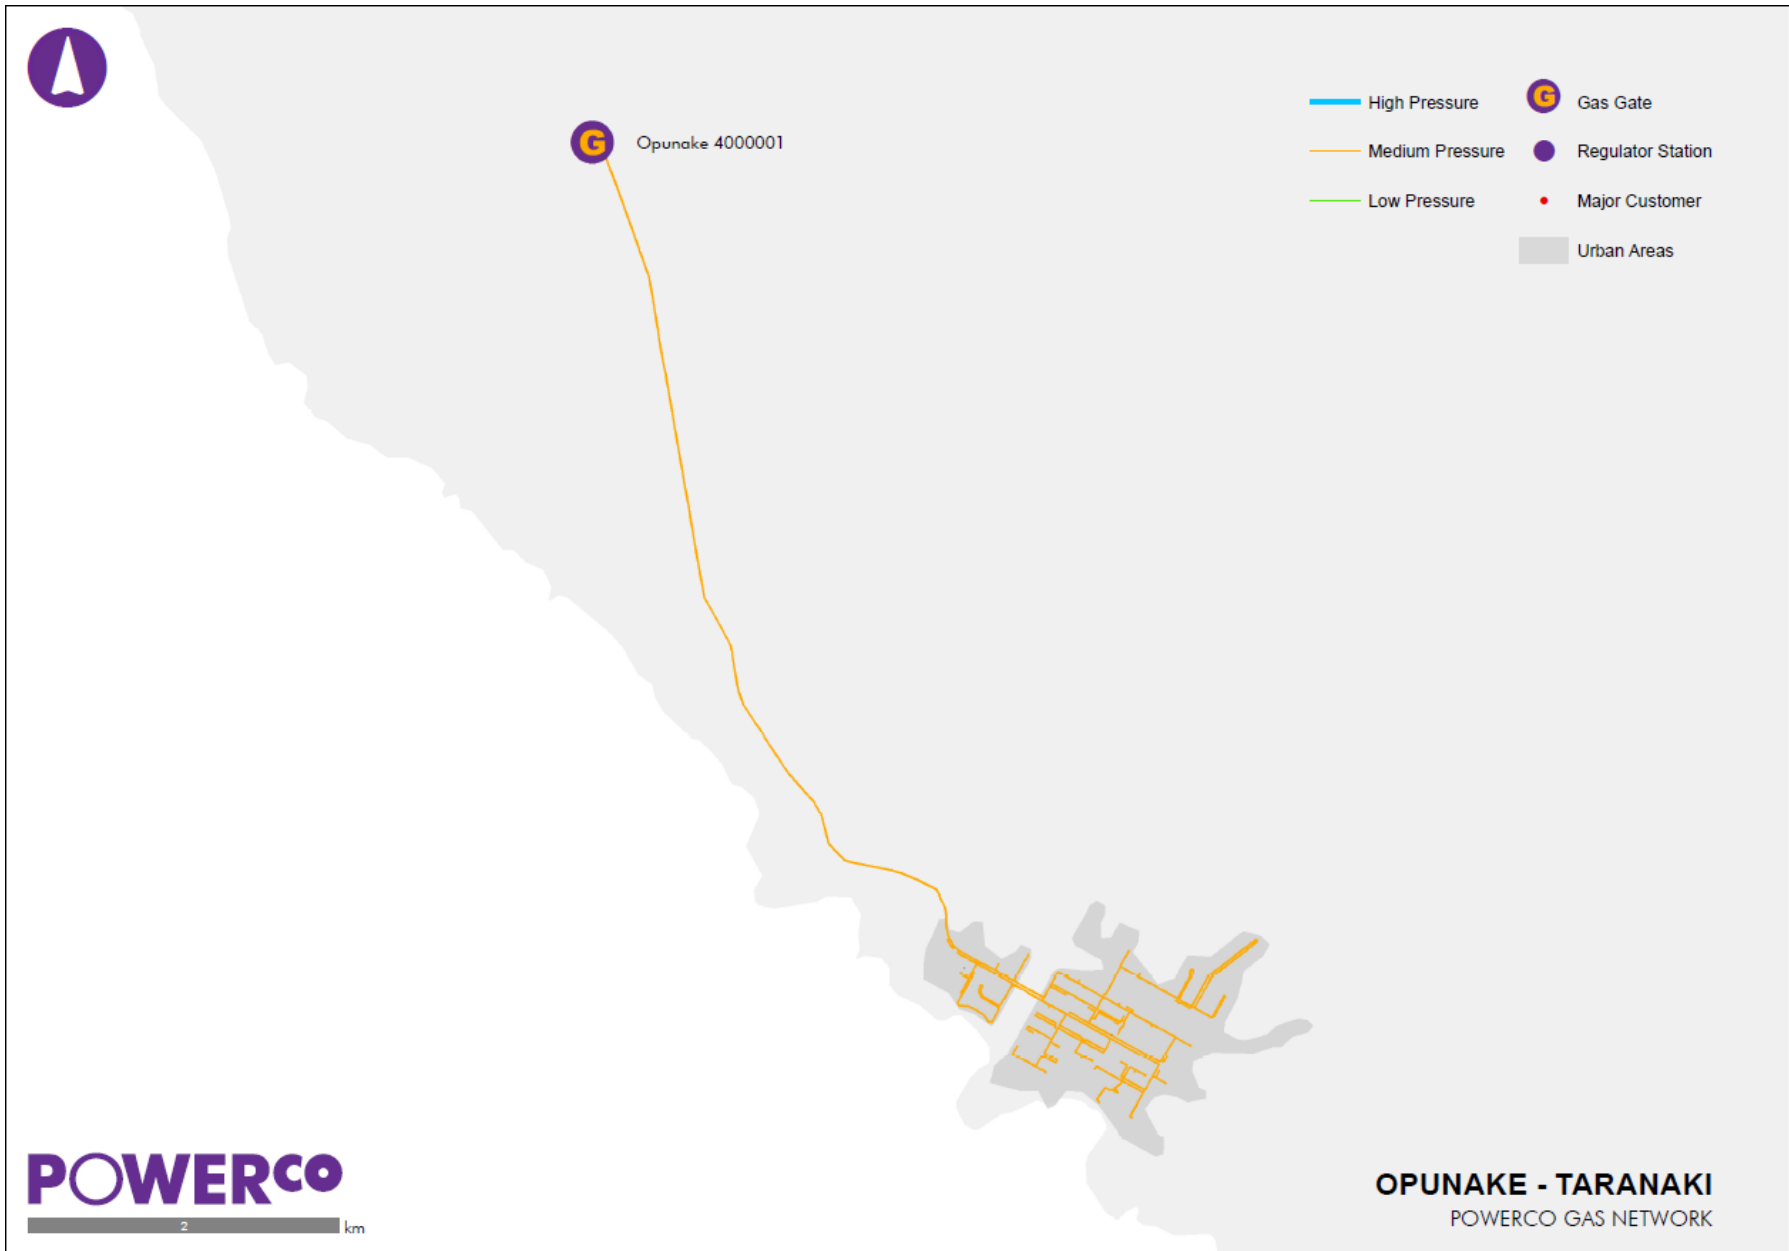 G Opunake 4000001
High Pressure
G Gas Gate
Medium Pressure
Regulator Station
Low Pressure
Major Customer
Urban Areas
POWERCO
2 km
OPUNAKE - TARANAKI
POWERCO GAS NETWORK